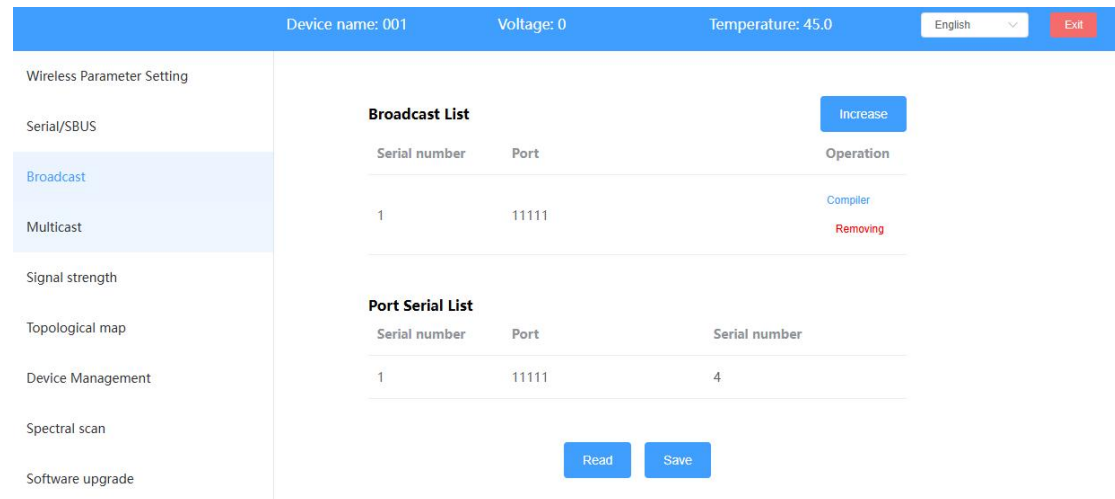 Device name: 001 Voltage: 0 Temperature: 45.0 English Exit
Wireless Parameter Setting
Serial/SBUS
Broadcast
Multicast
Signal strength
Topological map
Device Management
Spectral scan
Software upgrade
Broadcast List Increase
Serial number Port Operation
1 11111 Compiler
Removing
Port Serial List
Serial number Port Serial number
1 11111 4
Read Save